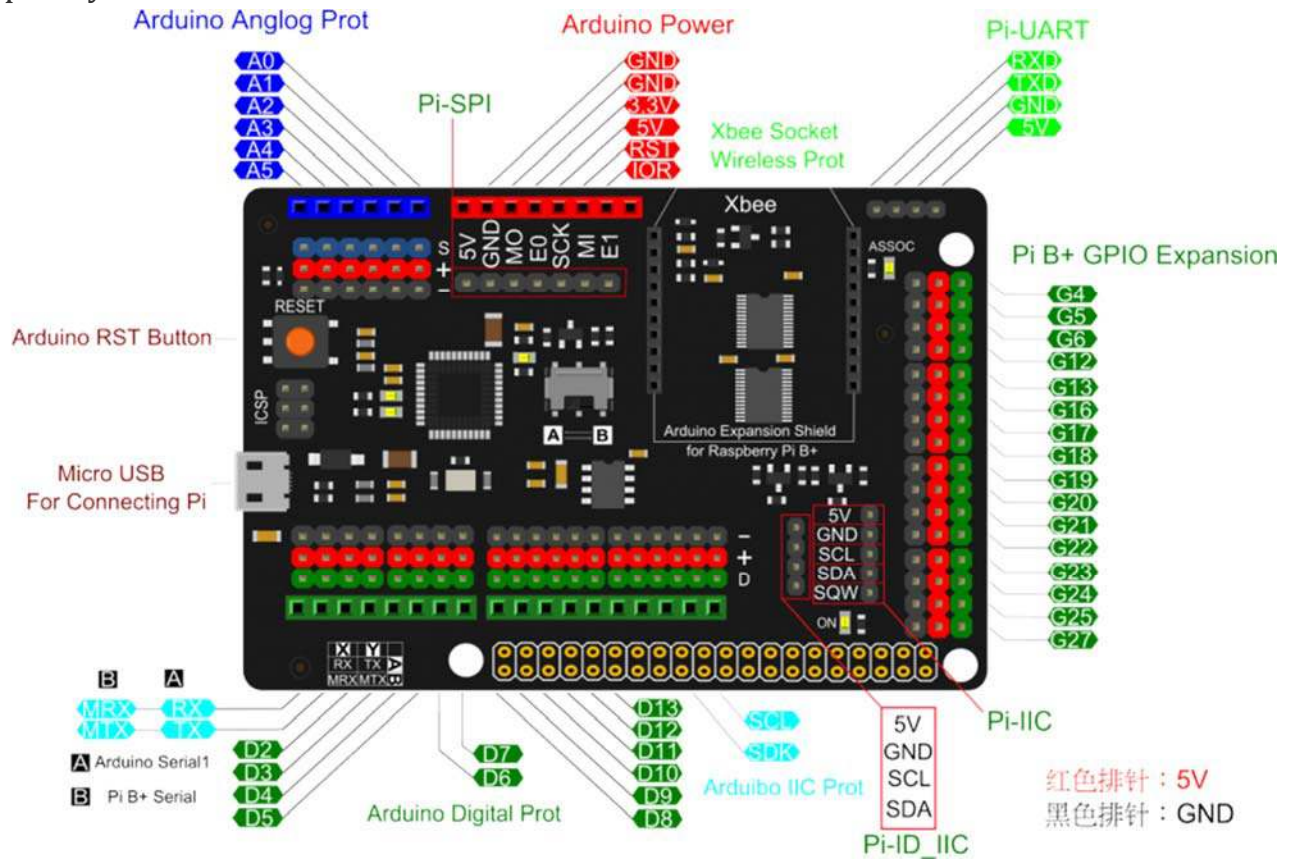 Arduino Anglog Prot
A0
A1
A2
A3
A4
A5
Pi-SPI
Arduino Power
GND
GND
3.3V
5V
RST
IOR
Xbee Socket
Wireless Prot
Pi-UART
RXD
TXD
GND
5V
S
+
-
5V
GND
MO
E0
SCK
MI
E1
Xbee
ASSOC
RESET
ICSP
A B
Arduino Expansion Shield
for Raspberry Pi B+
Arduino RST Button
Micro USB
For Connecting Pi
Pi B+ GPIO Expansion
G4
G5
G6
G12
G13
G16
G17
G18
G19
G20
G21
G22
G23
G24
G25
G27
-
+
D
5V
GND
SCL
SDA
SQW
ON
X Y
RX TX A
MRX MTX B
B A
MRX RX
MTX TX
D2
D3
D4
D5
A Arduino Serial1
B Pi B+ Serial
D7
D6
Arduino Digital Prot
D13
D12
D11
D10
D9
D8
SCL
SDK
Arduibo IIC Prot
5V
GND
SCL
SDA
Pi-ID_IIC
Pi-IIC
红色排针：5V
黑色排针：GND